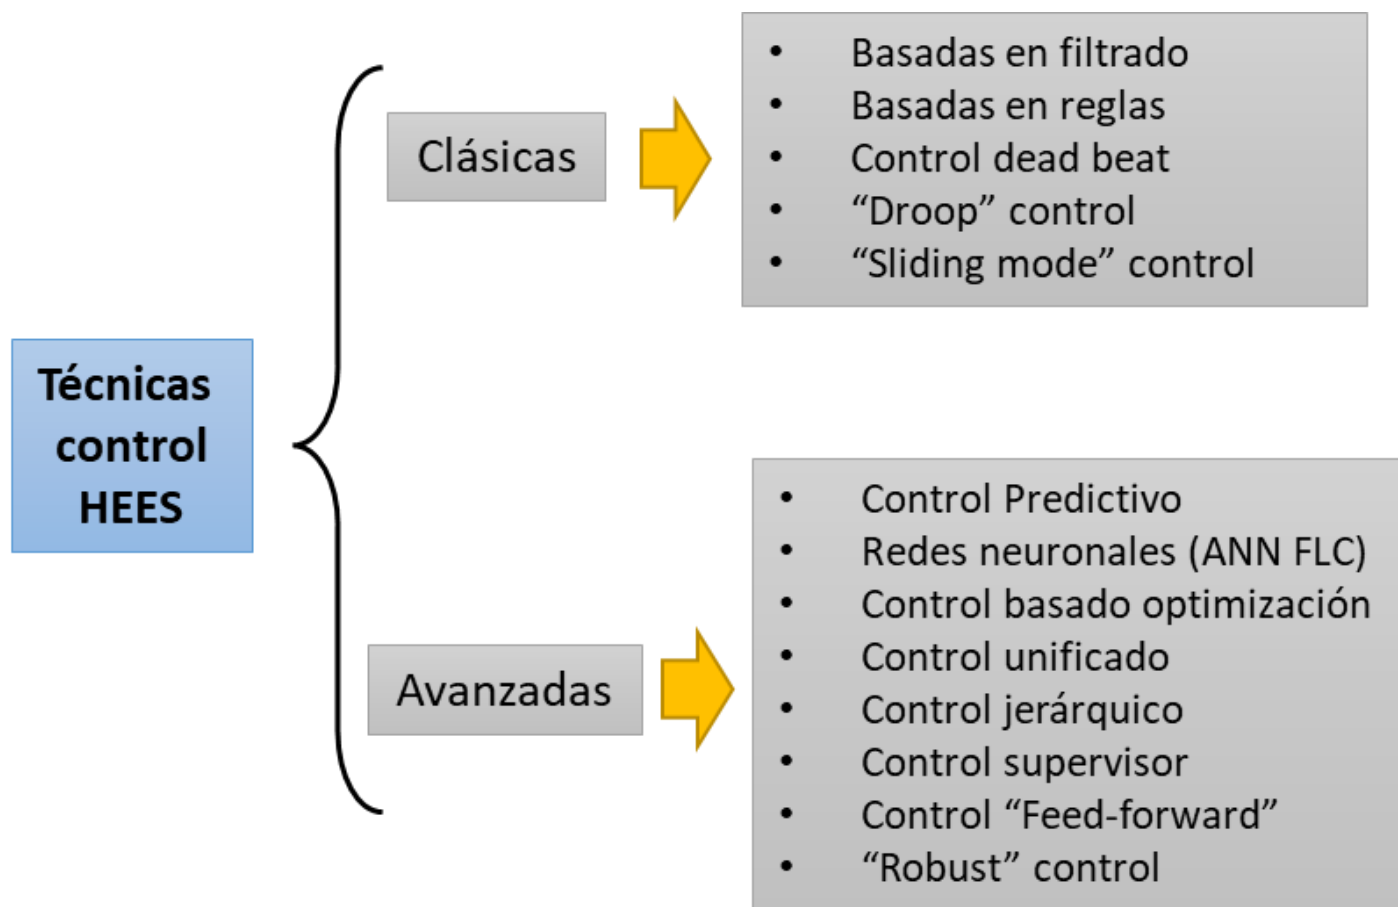 Técnicas
control
HEES
Clásicas
• Basadas en filtrado
• Basadas en reglas
• Control dead beat
• “Droop” control
• “Sliding mode” control
Avanzadas
• Control Predictivo
• Redes neuronales (ANN FLC)
• Control basado optimización
• Control unificado
• Control jerárquico
• Control supervisor
• Control “Feed-forward”
• “Robust” control